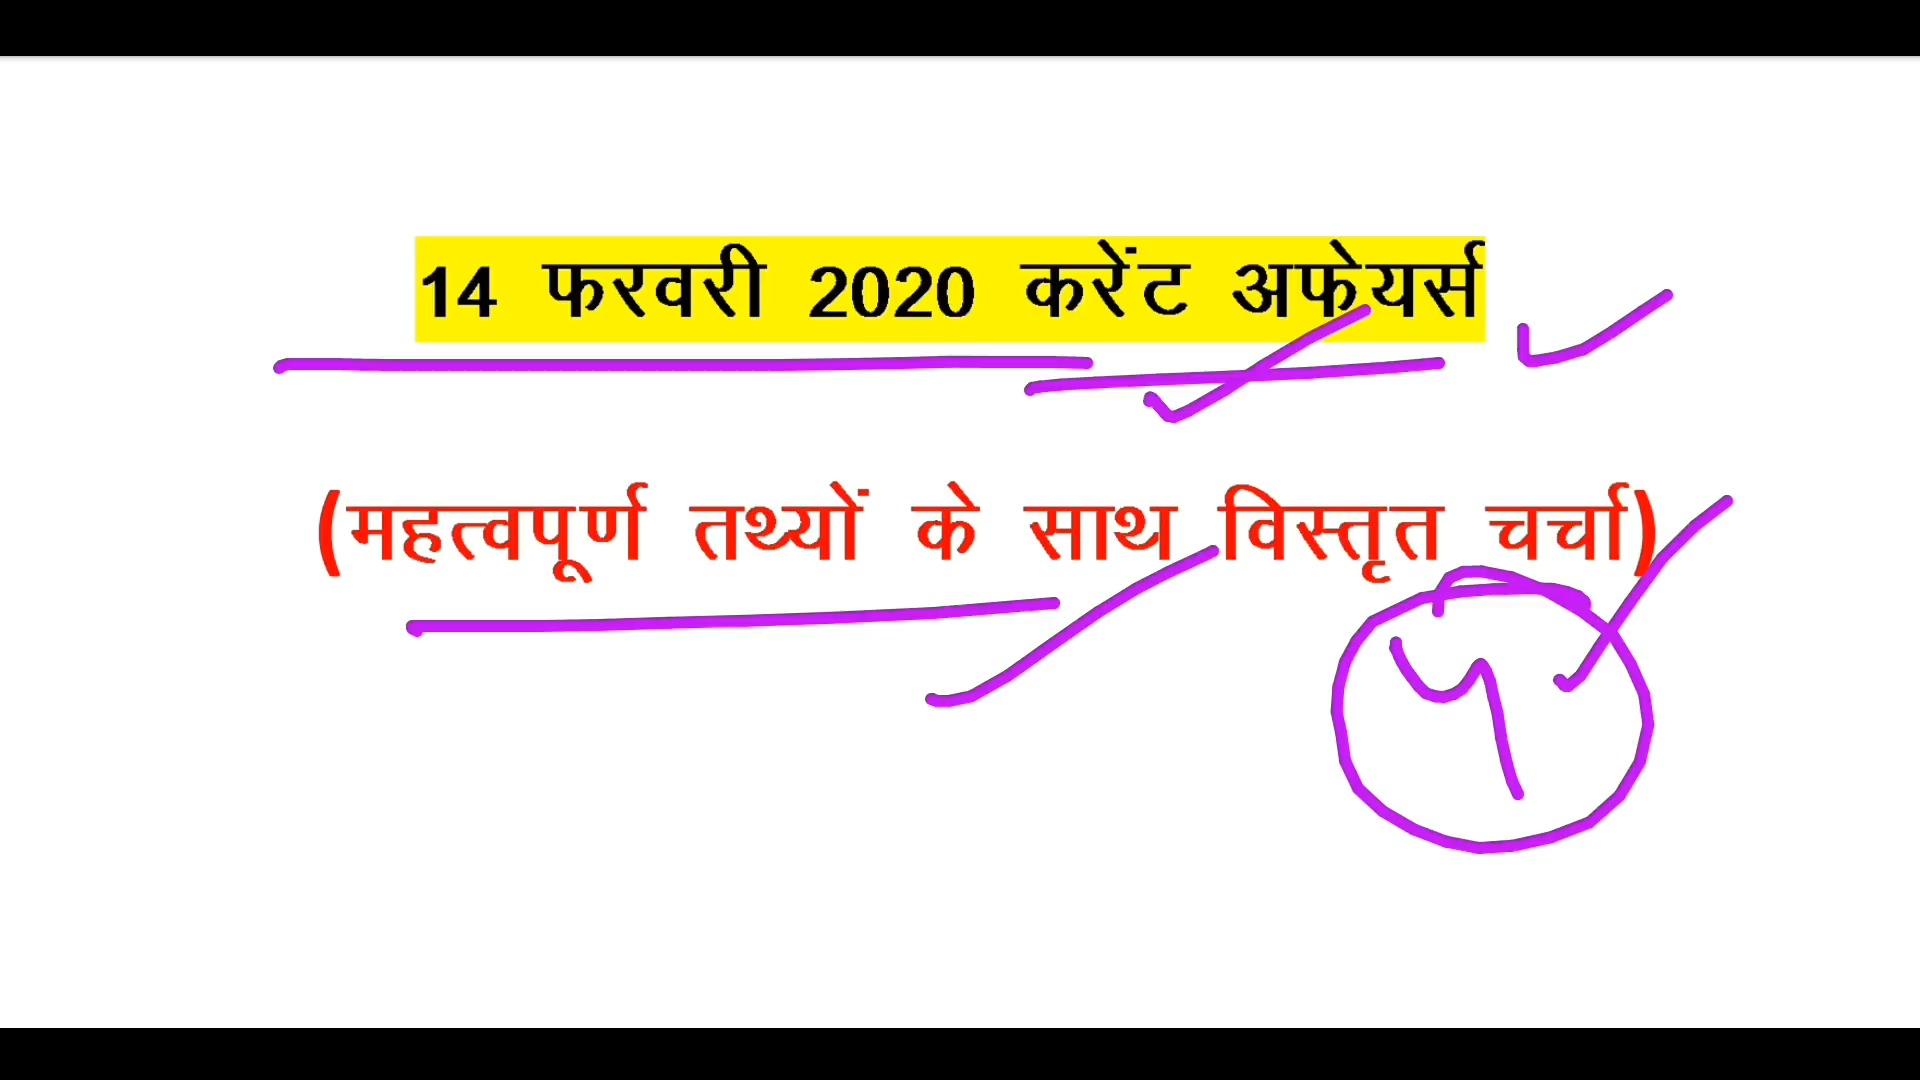 14 फरवरी 2020 करेंट अफेयर्स
(महत्वपूर्ण तथ्यों के साथ विस्तृत चर्चा)